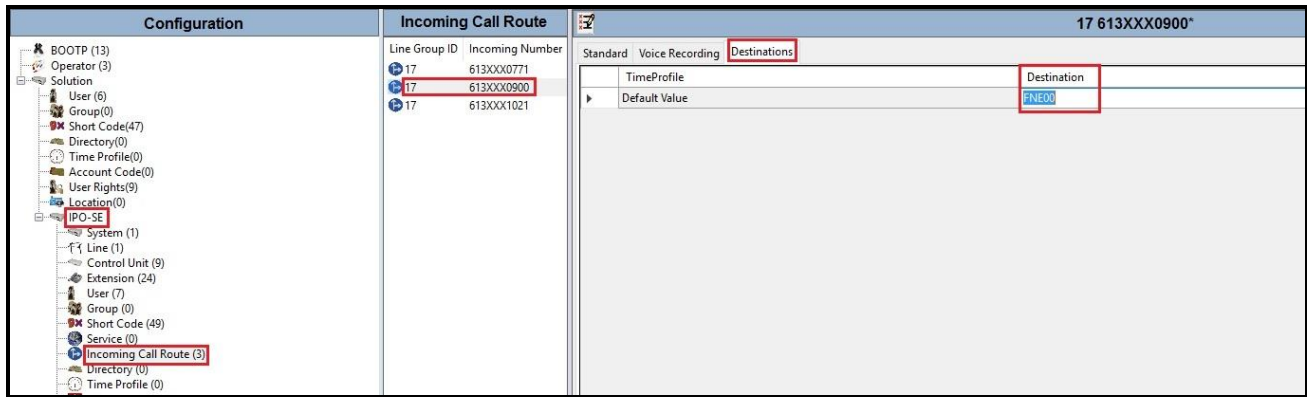 Configuration
BOOTP (13)
Operator (3)
Solution
User (6)
Group(0)
Short Code(47)
Directory(0)
Time Profile(0)
Account Code(0)
User Rights(9)
Location(0)
IPO-SE
System (1)
Line (1)
Control Unit (9)
Extension (24)
User (7)
Group (0)
Short Code (49)
Service (0)
Incoming Call Route (3)
Directory (0)
Time Profile (0)
Incoming Call Route
Line Group ID Incoming Number
17 613XXX0771
17 613XXX0900
17 613XXX1021
17 613XXX0900*
Standard Voice Recording Destinations
TimeProfile Destination
Default Value FNE00